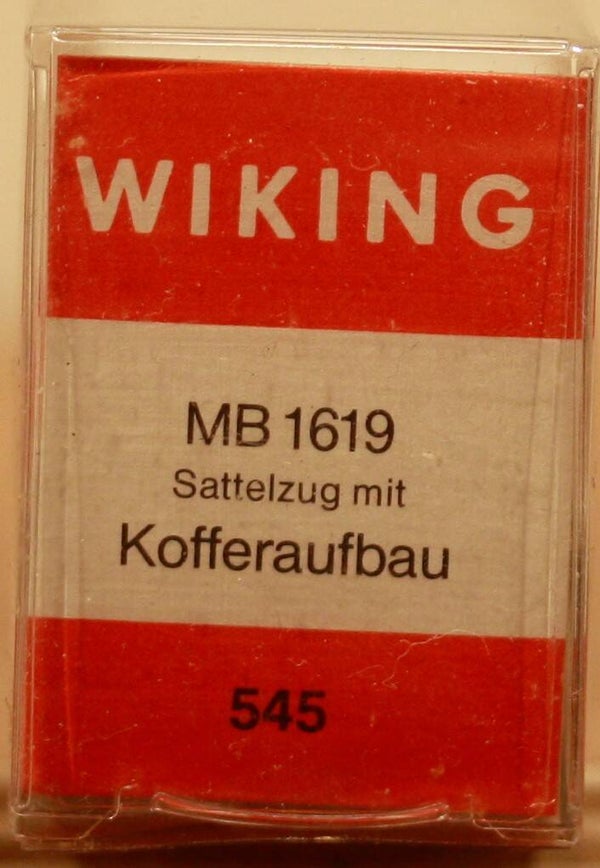 WIKING
MB 1619
Sattelzug mit
Kofferaufbau
545